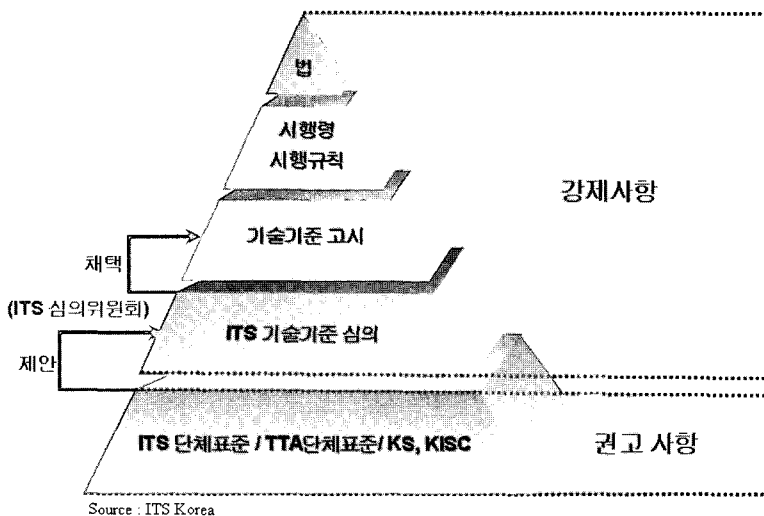 법
시행령
시행규칙
강제사항
기술기준 고시
채택
(ITS 심의위원회)
ITS 기술기준 심의
제안
ITS 단체표준 / TTA단체표준/ KS, KISC
권고 사항
Source : ITS Korea